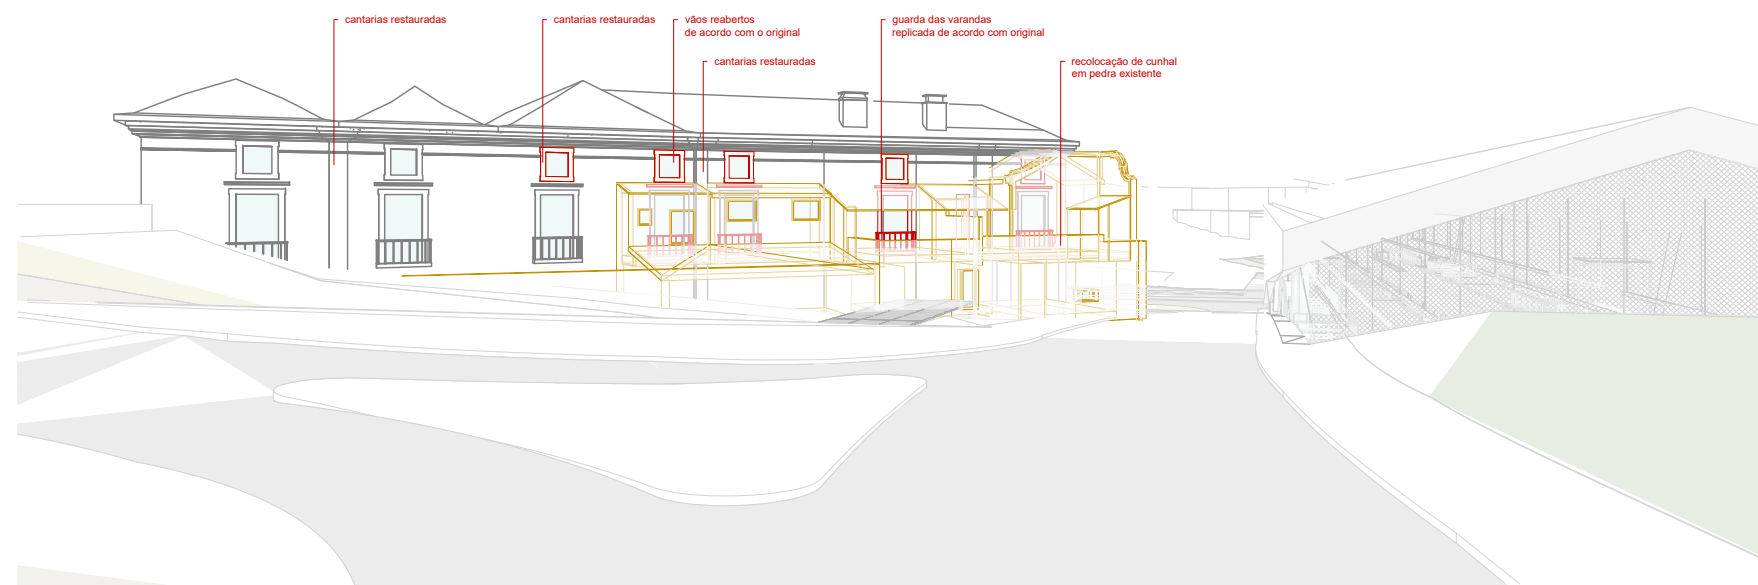 cantarias restauradas
cantarias restauradas
vãos reabertos
de acordo com o original
guarda das varandas
replicada de acordo com original
cantarias restauradas
recolocação de cunhal
em pedra existente